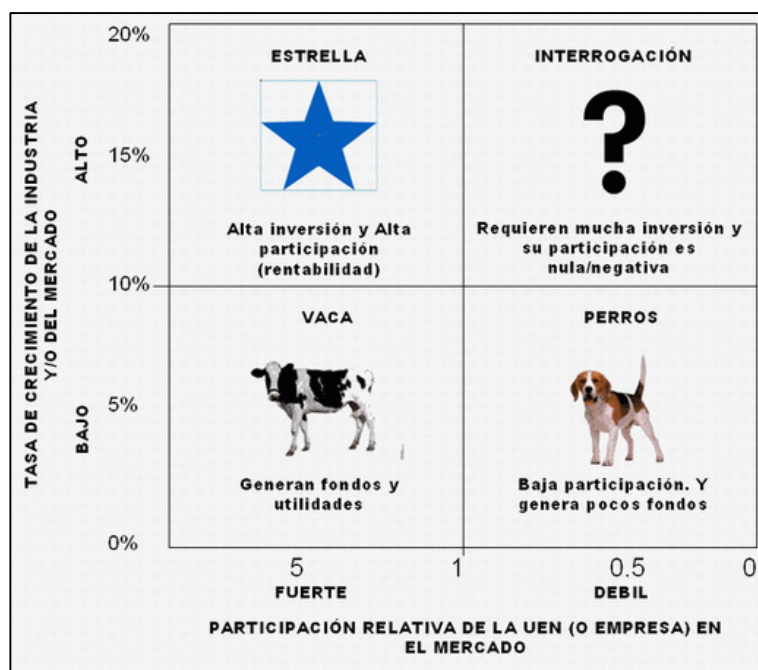 20%
ESTRELLA
INTERROGACIÓN
15%
Alta inversión y Alta
participación
(rentabilidad)
Requieren mucha inversión y
su participación es
nula/negativa
10%
VACA
PERROS
5%
Generan fondos y
utilidades
Baja participación. Y
genera pocos fondos
0%
TASA DE CRECIMIENTO DE LA INDUSTRIA
Y/O DEL MERCADO
ALTO
BAJO
5
1
0.5
0
FUERTE
DEBIL
PARTICIPACIÓN RELATIVA DE LA UEN (O EMPRESA) EN
EL MERCADO